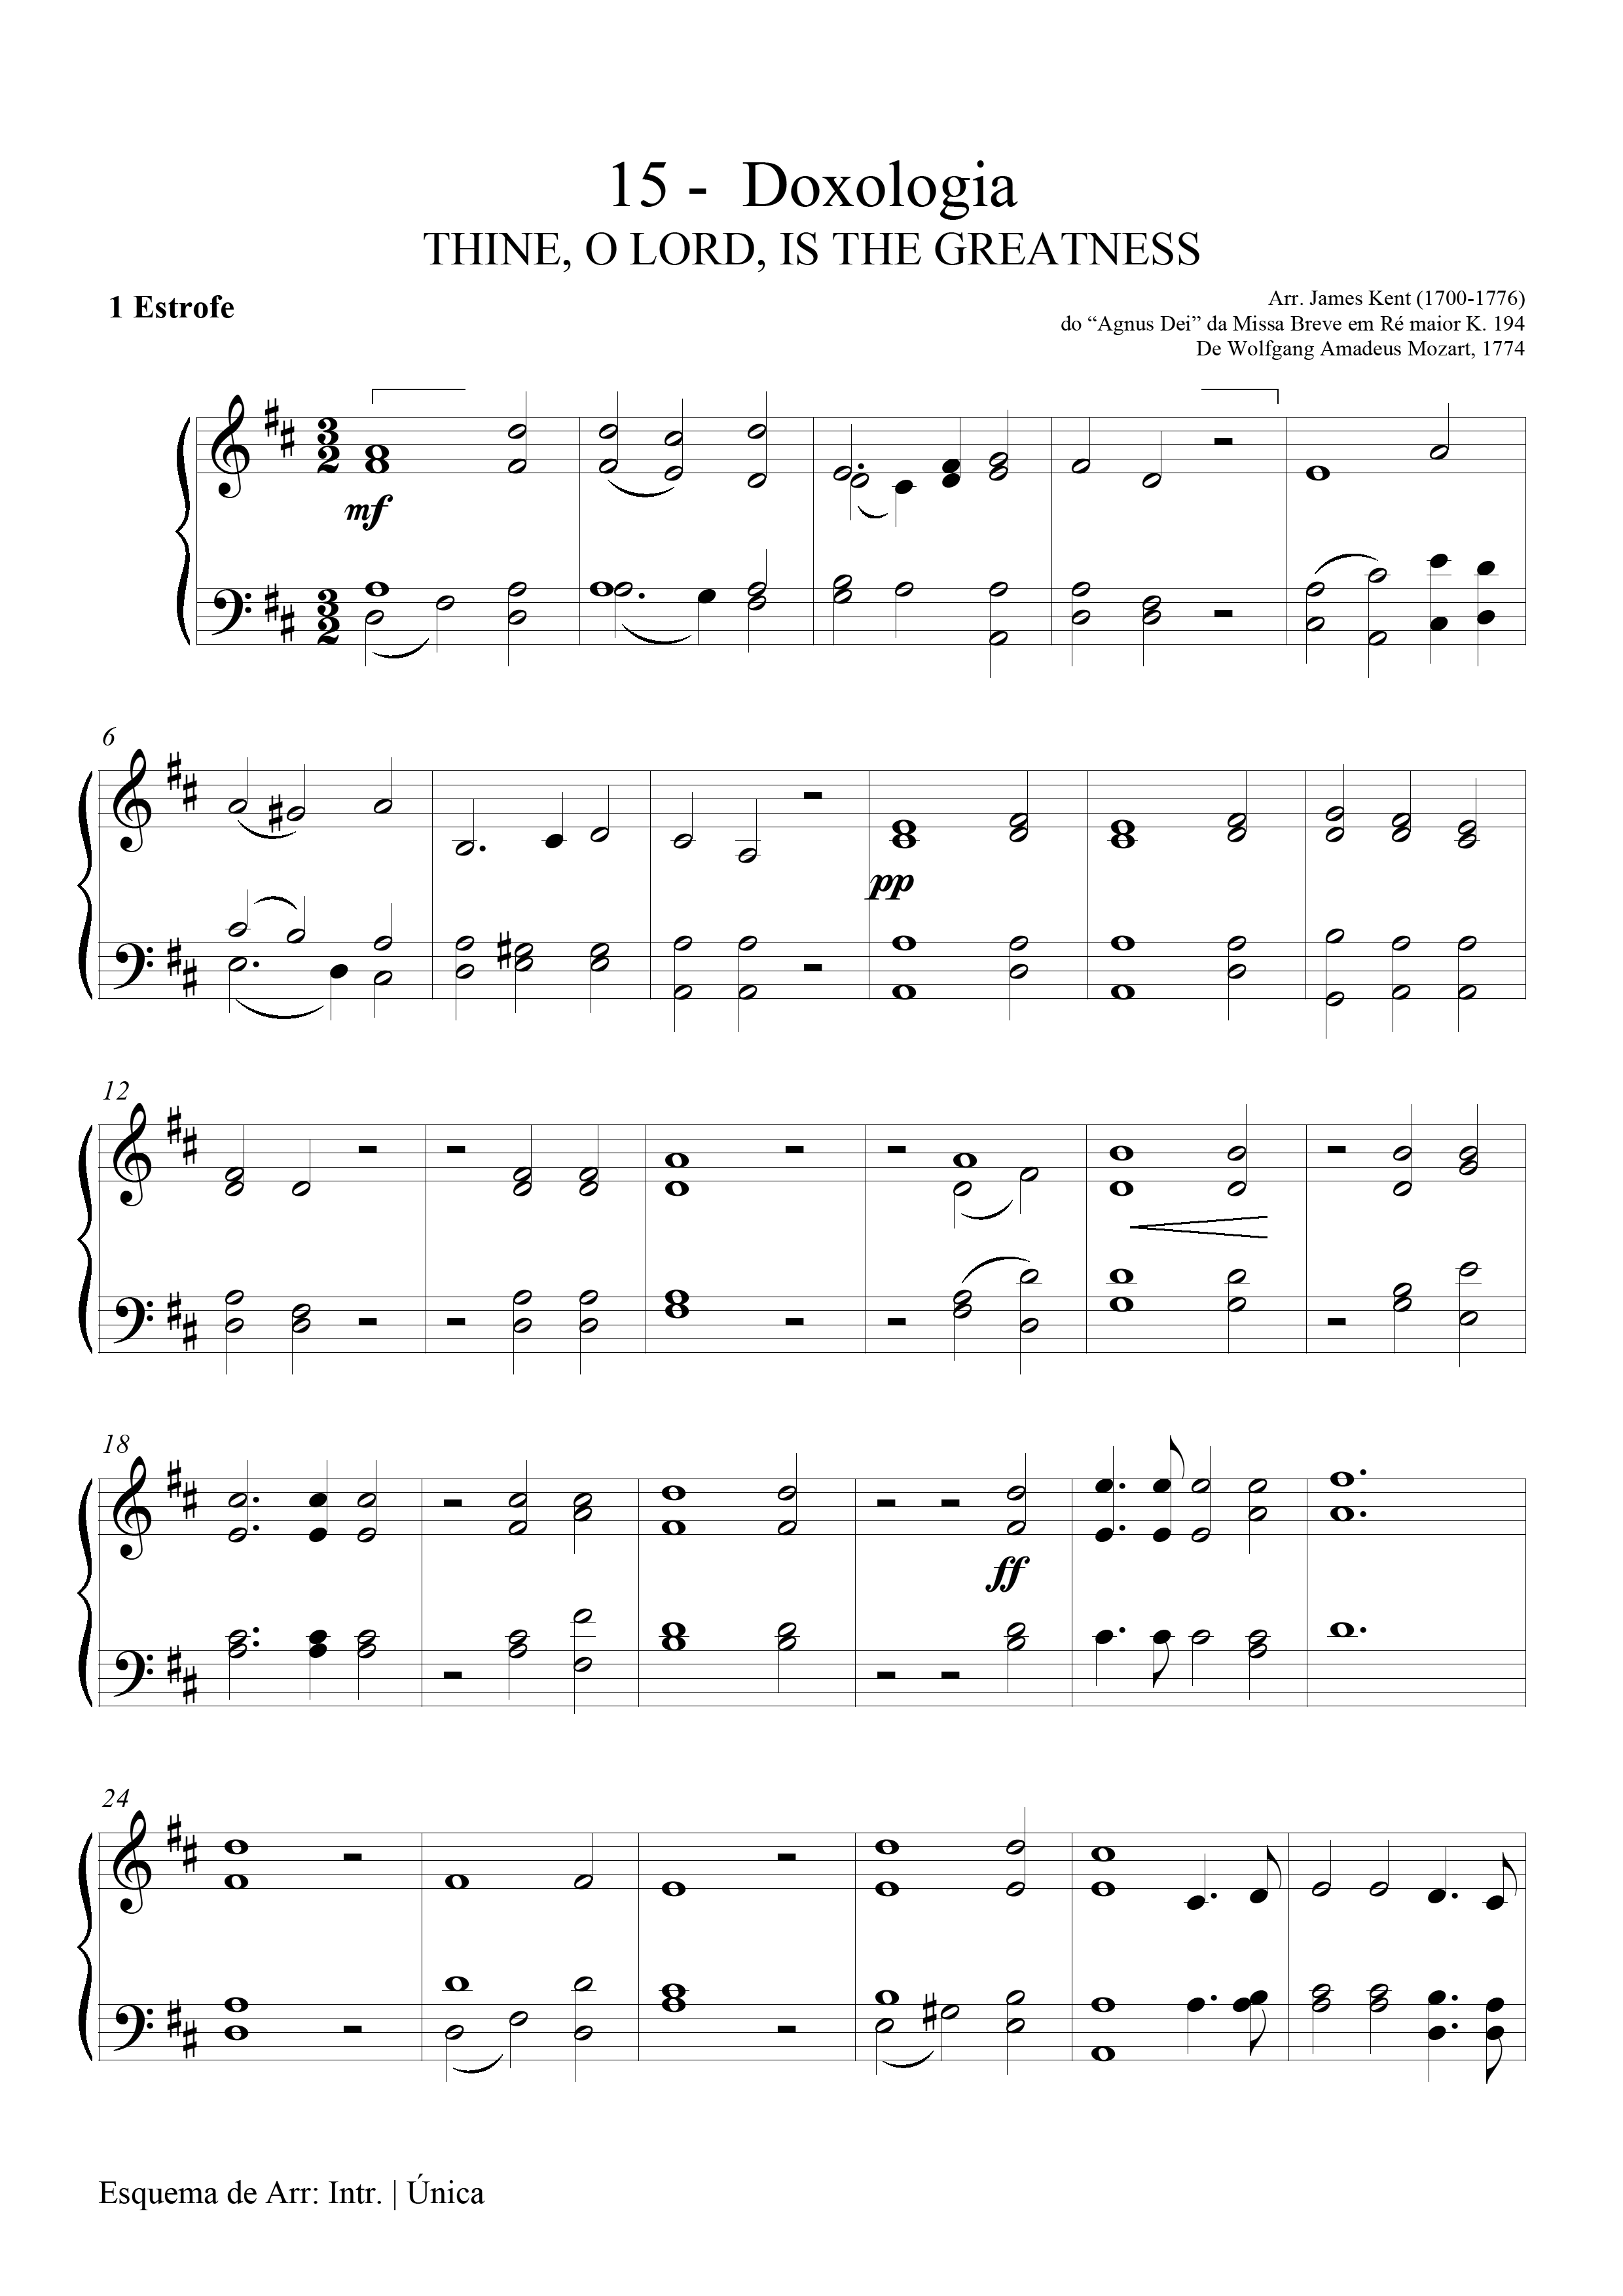 15 - Doxologia
THINE, O LORD, IS THE GREATNESS
1 Estrofe
Arr. James Kent (1700-1776)
do “Agnus Dei” da Missa Breve em Ré maior K. 194
De Wolfgang Amadeus Mozart, 1774
3
2
mf
3
2
6
pp
12
18
ff
24
Esquema de Arr: Intr. | Única